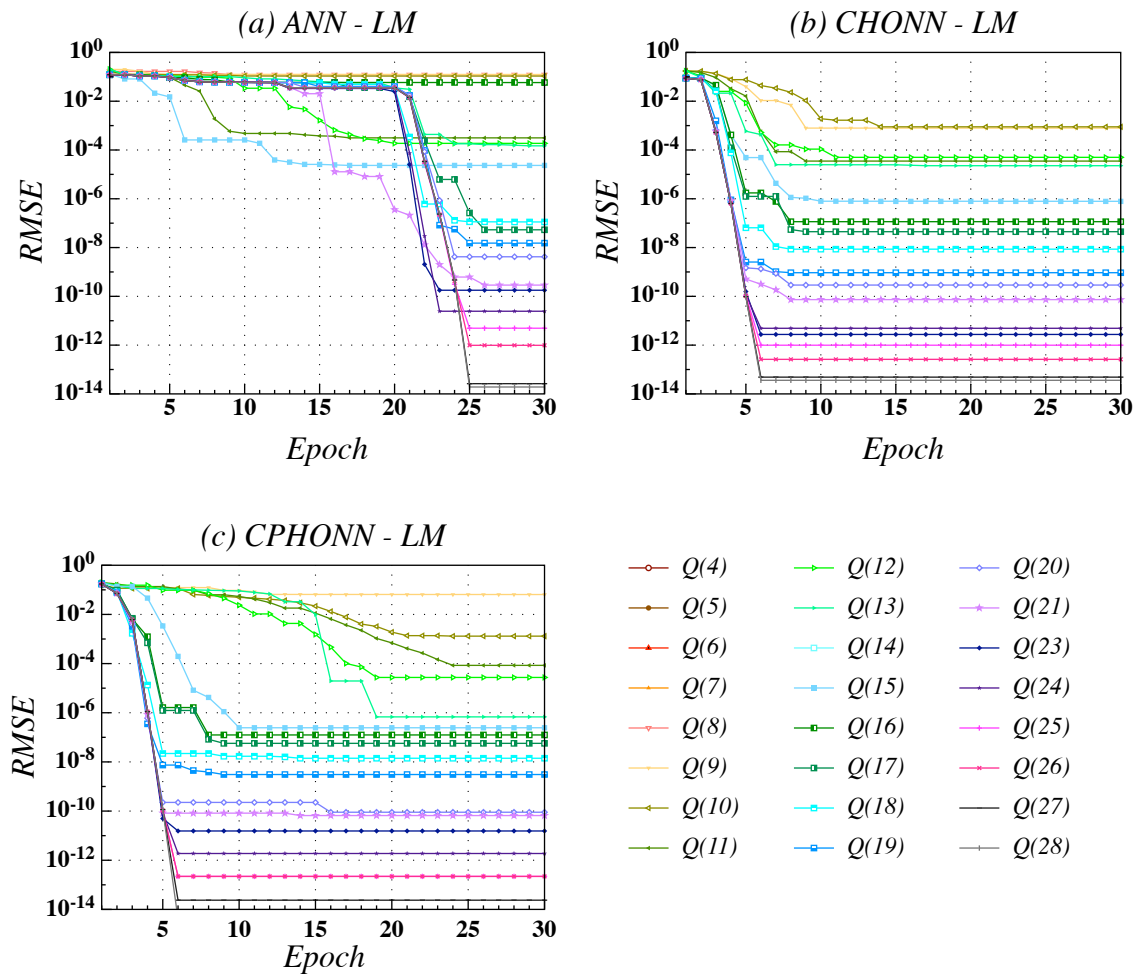 (a) ANN - LM
(b) CHONN - LM
10^0
10^-2
10^-4
10^-6
10^-8
10^-10
10^-12
10^-14
RMSE
5 10 15 20 25 30
Epoch
10^0
10^-2
10^-4
10^-6
10^-8
10^-10
10^-12
10^-14
RMSE
5 10 15 20 25 30
Epoch
(c) CPHONN - LM
10^0
10^-2
10^-4
10^-6
10^-8
10^-10
10^-12
10^-14
RMSE
5 10 15 20 25 30
Epoch
Q(4) Q(12) Q(20)
Q(5) Q(13) Q(21)
Q(6) Q(14) Q(23)
Q(7) Q(15) Q(24)
Q(8) Q(16) Q(25)
Q(9) Q(17) Q(26)
Q(10) Q(18) Q(27)
Q(11) Q(19) Q(28)